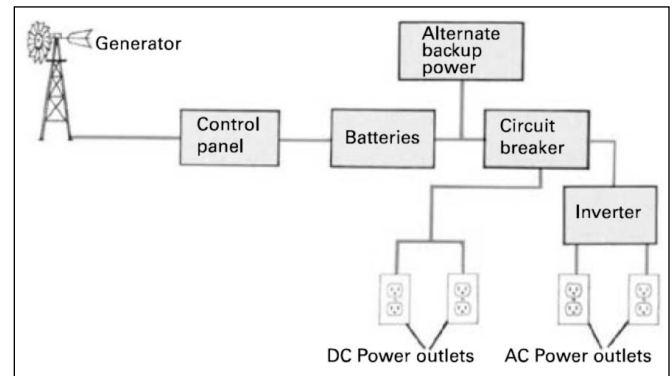 Generator
Alternate
backup
power
Control
panel
Batteries
Circuit
breaker
Inverter
DC Power outlets
AC Power outlets